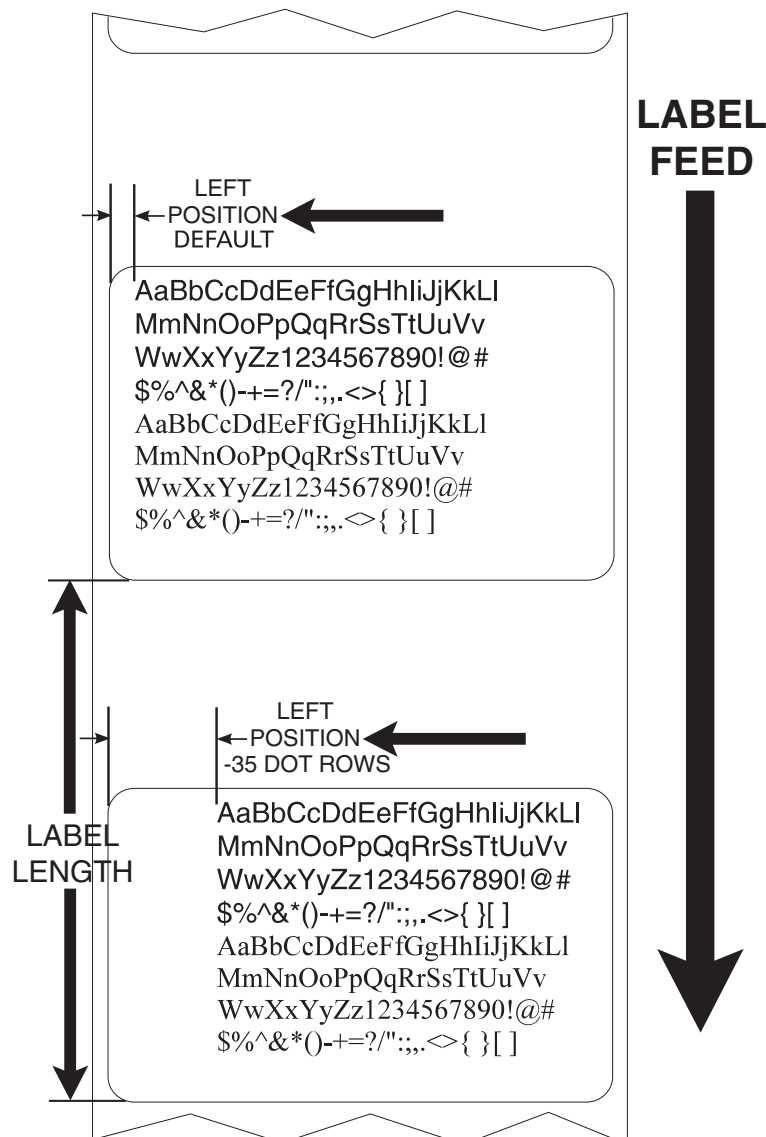 LABEL
FEED
LEFT
POSITION
DEFAULT
AaBbCcDdEeFfGgHhIiJjKkLl
MmNnOoPpQqRrSsTtUuVv
WwXxYyZz1234567890!@#
$%^&*()-+=?/":;,.<>{ }[ ]
AaBbCcDdEeFfGgHhIiJjKkLl
MmNnOoPpQqRrSsTtUuVv
WwXxYyZz1234567890!@#
$%^&*()-+=?/":;,.<>{ }[ ]
LEFT
POSITION
-35 DOT ROWS
LABEL
LENGTH
AaBbCcDdEeFfGgHhIiJjKkLl
MmNnOoPpQqRrSsTtUuVv
WwXxYyZz1234567890!@#
$%^&*()-+=?/":;,.<>{ }[ ]
AaBbCcDdEeFfGgHhIiJjKkLl
MmNnOoPpQqRrSsTtUuVv
WwXxYyZz1234567890!@#
$%^&*()-+=?/":;,.<>{ }[ ]